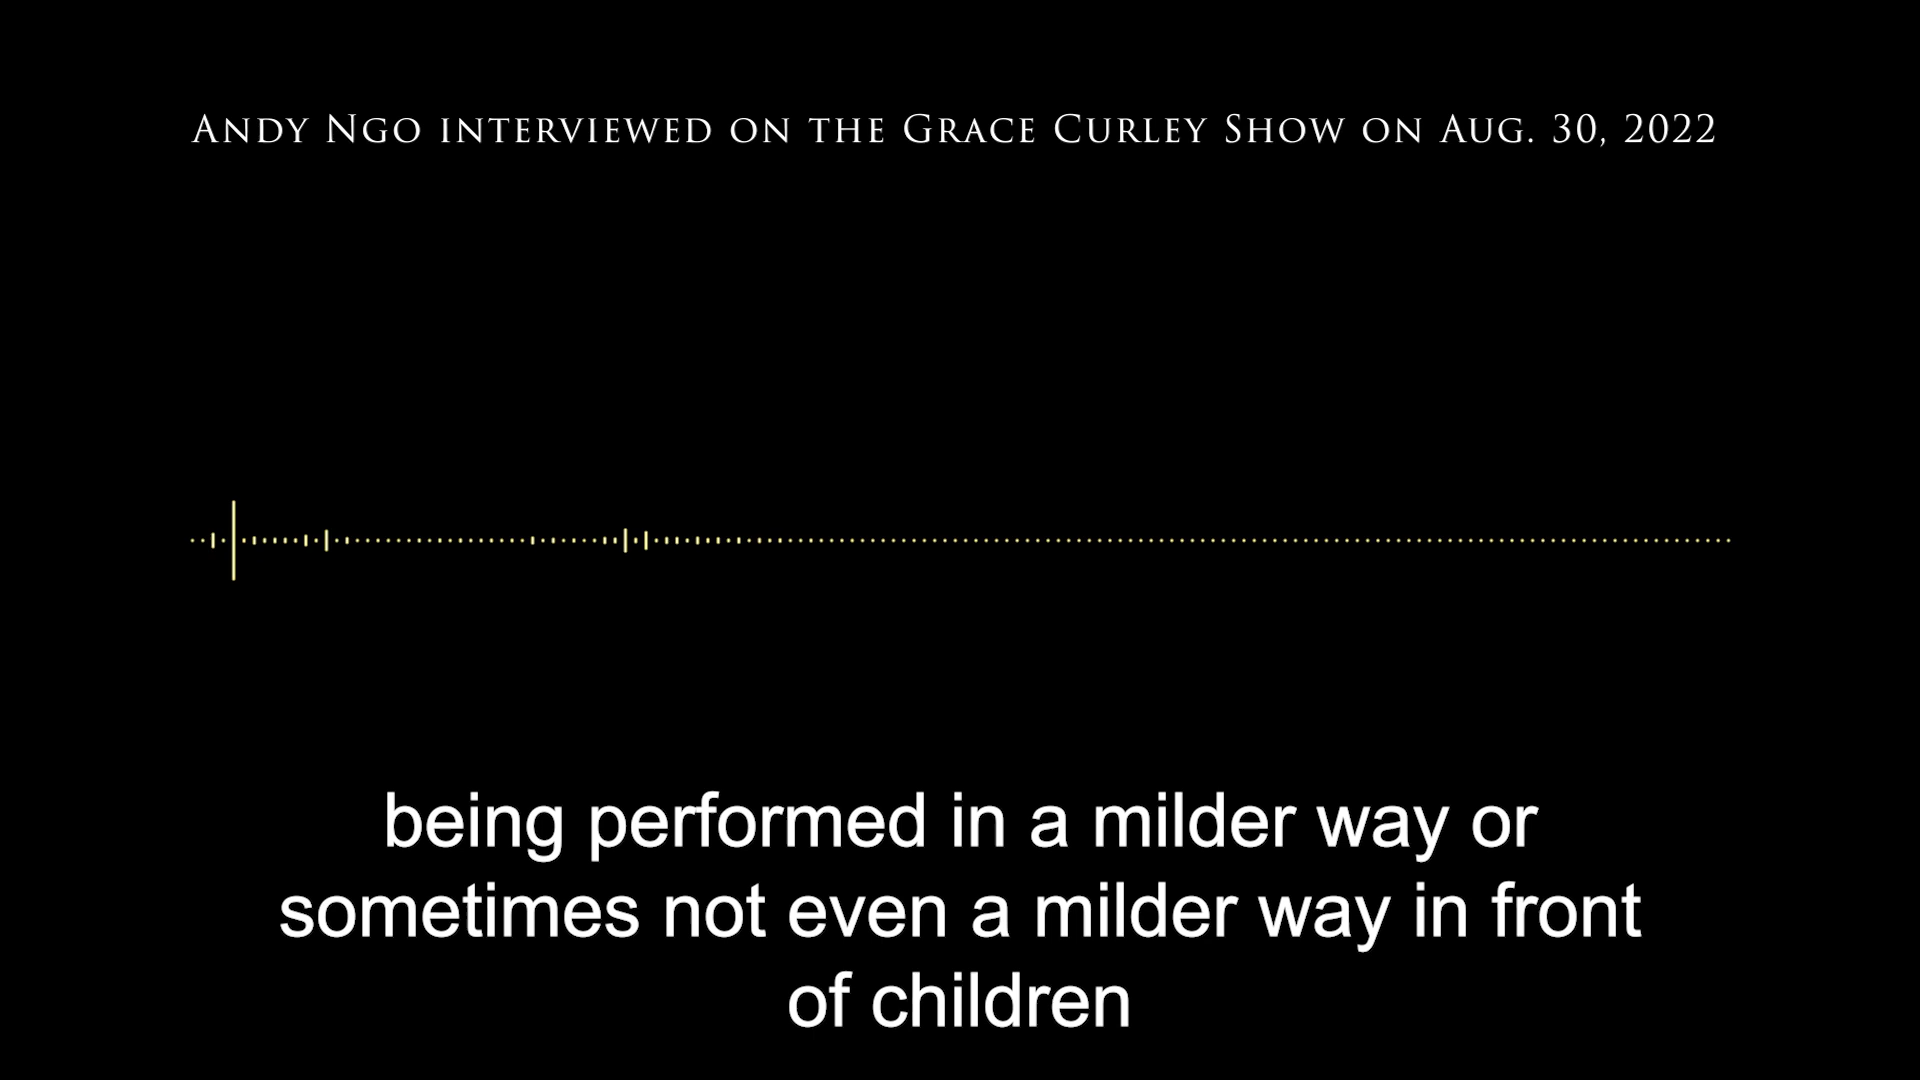 Andy Ngo interviewed on the Grace Curley Show on Aug. 30, 2022
being performed in a milder way or
sometimes not even a milder way in front
of children